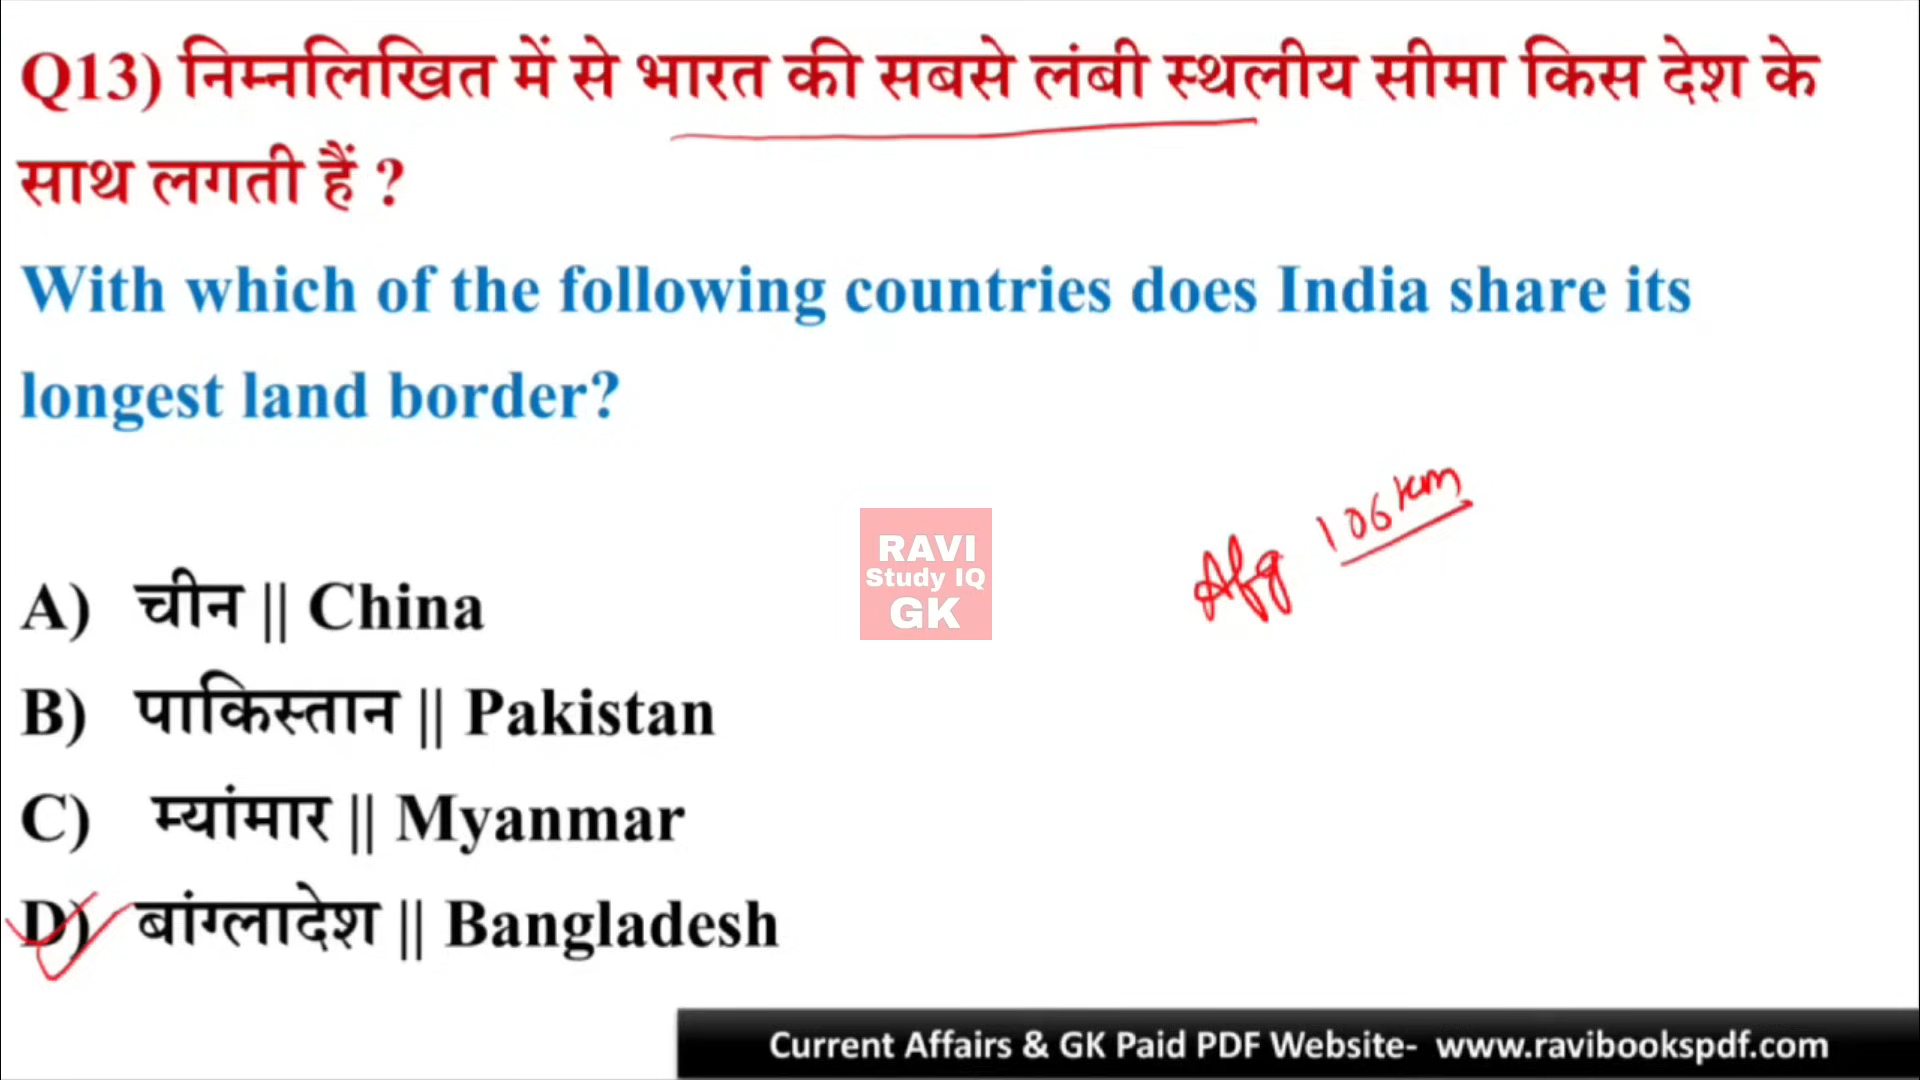 Q13) निम्नलिखित में से भारत की सबसे लंबी स्थलीय सीमा किस देश के
साथ लगती हैं ?
With which of the following countries does India share its
longest land border?
Afg 106 km
RAVI
Study IQ
GK
A) चीन || China
B) पाकिस्तान || Pakistan
C) म्यांमार || Myanmar
D) बांग्लादेश || Bangladesh
Current Affairs & GK Paid PDF Website- www.ravibookspdf.com